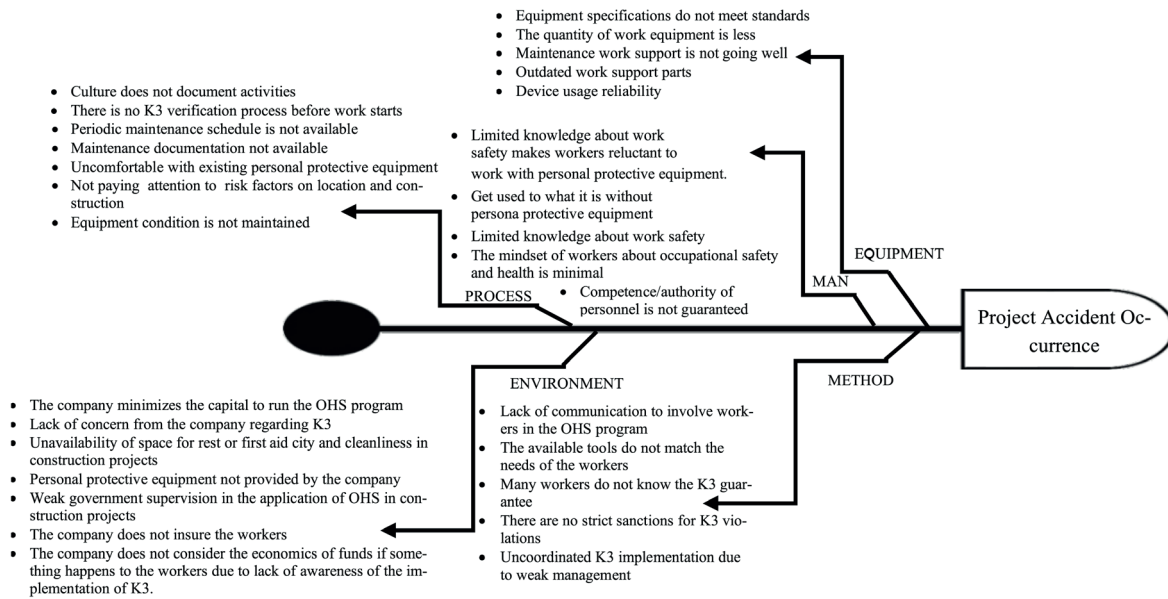 • Equipment specifications do not meet standards
• The quantity of work equipment is less
• Maintenance work support is not going well
• Outdated work support parts
• Device usage reliability
• Culture does not document activities
• There is no K3 verification process before work starts
• Periodic maintenance schedule is not available
• Maintenance documentation not available
• Uncomfortable with existing personal protective equipment
• Not paying attention to risk factors on location and con-
struction
• Equipment condition is not maintained
• Limited knowledge about work
safety makes workers reluctant to
work with personal protective equipment.
• Get used to what it is without
persona protective equipment
• Limited knowledge about work safety
• The mindset of workers about occupational safety
and health is minimal
• Competence/authority of
personnel is not guaranteed
EQUIPMENT
MAN
PROCESS
Project Accident Oc-
currence
ENVIRONMENT
METHOD
• The company minimizes the capital to run the OHS program
• Lack of concern from the company regarding K3
• Unavailability of space for rest or first aid city and cleanliness in
construction projects
• Personal protective equipment not provided by the company
• Weak government supervision in the application of OHS in con-
struction projects
• The company does not insure the workers
• The company does not consider the economics of funds if some-
thing happens to the workers due to lack of awareness of the im-
plementation of K3.
• Lack of communication to involve work-
ers in the OHS program
• The available tools do not match the
needs of the workers
• Many workers do not know the K3 guar-
antee
• There are no strict sanctions for K3 vio-
lations
• Uncoordinated K3 implementation due
to weak management